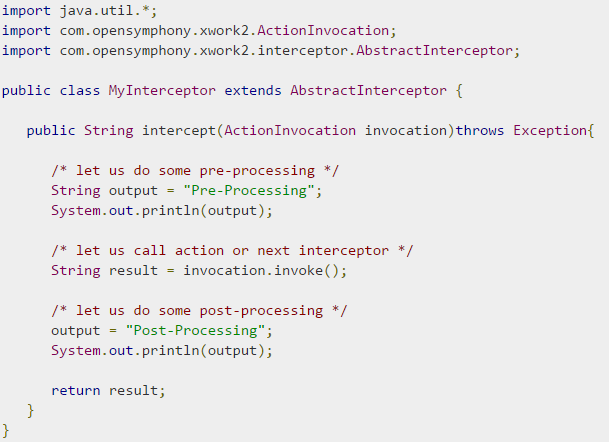 import java.util.*;
import com.opensymphony.xwork2.ActionInvocation;
import com.opensymphony.xwork2.interceptor.AbstractInterceptor;

public class MyInterceptor extends AbstractInterceptor {

   public String intercept(ActionInvocation invocation)throws Exception{

      /* let us do some pre-processing */
      String output = "Pre-Processing";
      System.out.println(output);

      /* let us call action or next interceptor */
      String result = invocation.invoke();

      /* let us do some post-processing */
      output = "Post-Processing";
      System.out.println(output);

      return result;
   }
}